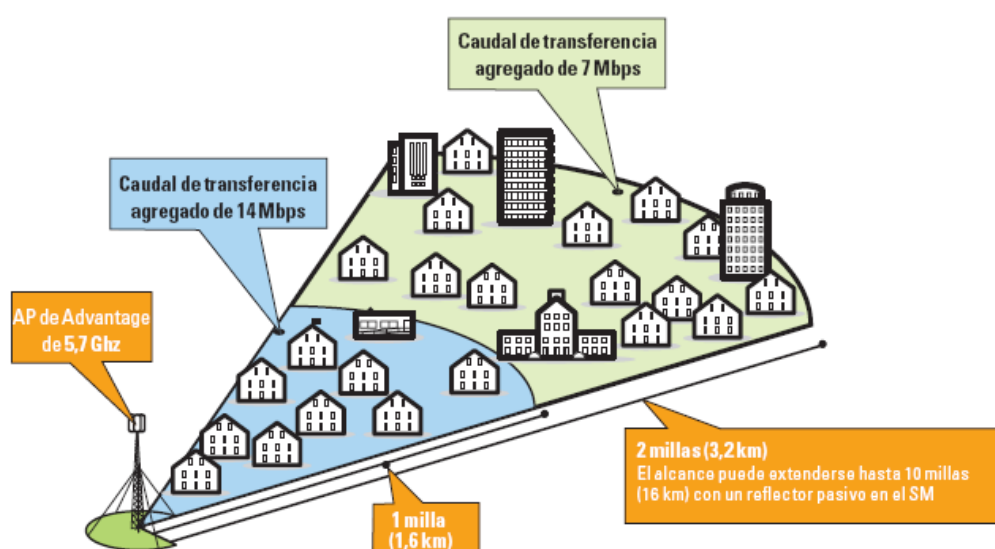 Caudal de transferencia
agregado de 7 Mbps
Caudal de transferencia
agregado de 14 Mbps
AP de Advantage
de 5,7 Ghz
2 millas (3,2 km)
El alcance puede extenderse hasta 10 millas
(16 km) con un reflector pasivo en el SM
1 milla
(1,6 km)